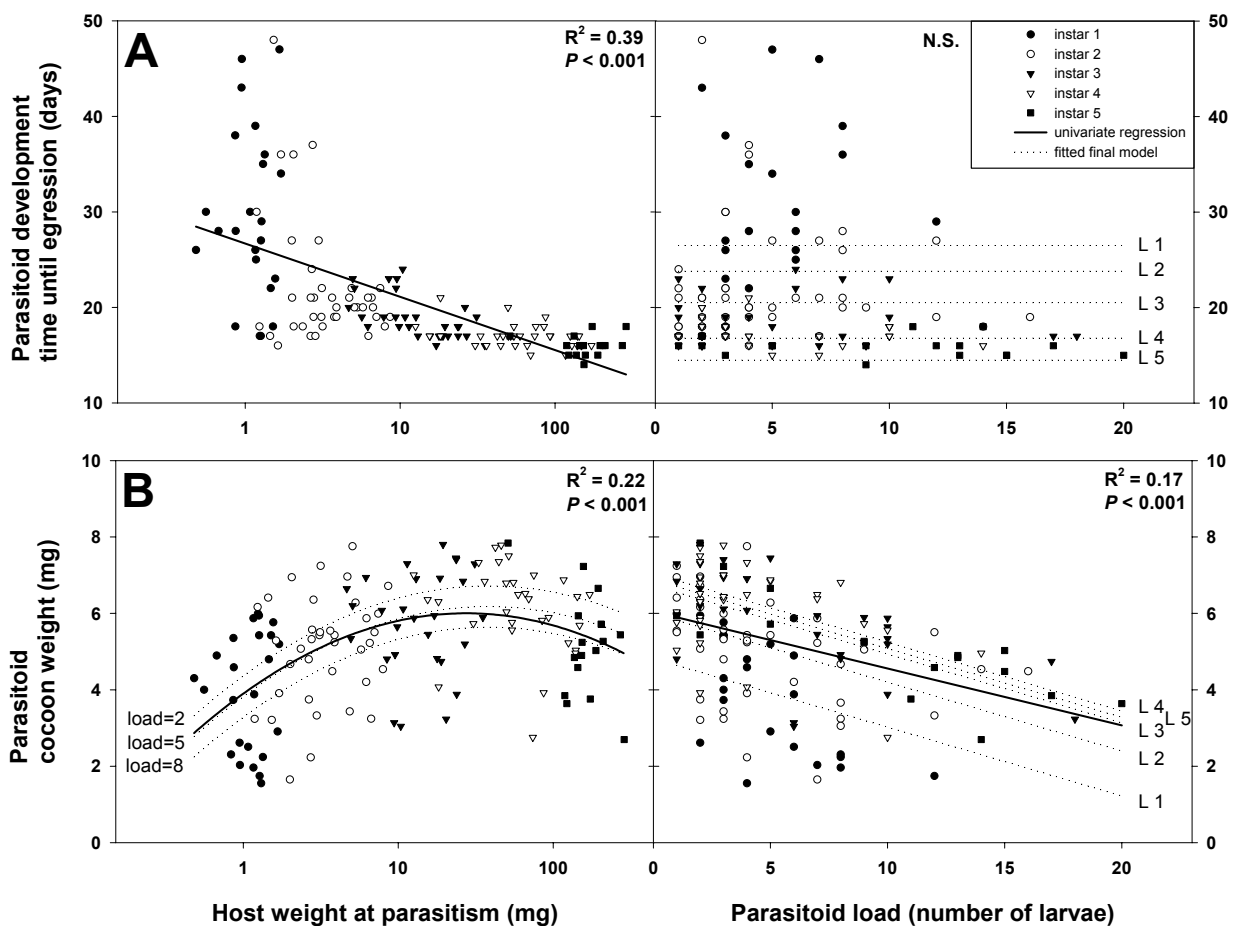 A
R² = 0.39
P < 0.001
Parasitoid development
time until egression (days)
50
40
30
20
10
1
10
100
N.S.
instar 1
instar 2
instar 3
instar 4
instar 5
univariate regression
fitted final model
L 1
L 2
L 3
L 4
L 5
50
40
30
20
10
0
5
10
15
20
B
R² = 0.22
P < 0.001
Parasitoid
cocoon weight (mg)
10
8
6
4
2
0
load=2
load=5
load=8
1
10
100
Host weight at parasitism (mg)
R² = 0.17
P < 0.001
L 4
L 5
L 3
L 2
L 1
10
8
6
4
2
0
0
5
10
15
20
Parasitoid load (number of larvae)